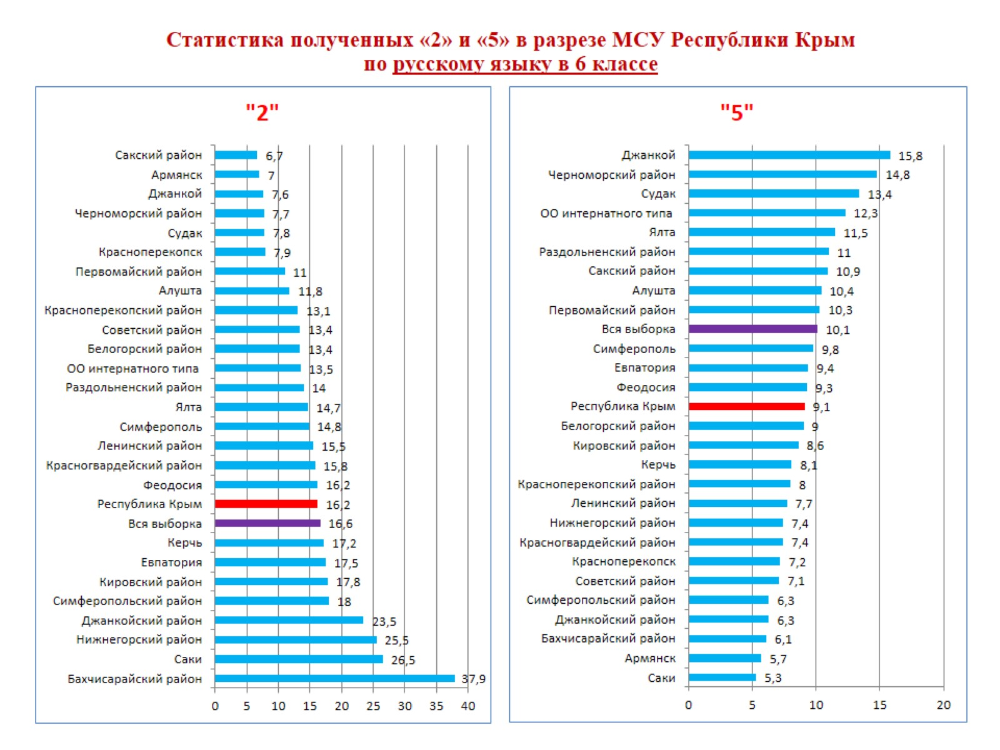 Статистика полученных «2» и «5» в разрезе МСУ Республики Крым
по русскому языку в 6 классе
"2"
Сакский район 6,7
Армянск 7
Джанкой 7,6
Черноморский район 7,7
Судак 7,8
Красноперекопск 7,9
Первомайский район 11
Алушта 11,8
Красноперекопский район 13,1
Советский район 13,4
Белогорский район 13,4
ОО интернатного типа 13,5
Раздольненский район 14
Ялта 14,7
Симферополь 14,8
Ленинский район 15,5
Красногвардейский район 15,8
Феодосия 16,2
Республика Крым 16,2
Вся выборка 16,6
Керчь 17,2
Евпатория 17,5
Кировский район 17,8
Симферопольский район 18
Джанкойский район 23,5
Нижнегорский район 25,5
Саки 26,5
Бахчисарайский район 37,9
0 5 10 15 20 25 30 35 40
"5"
Джанкой 15,8
Черноморский район 14,8
Судак 13,4
ОО интернатного типа 12,3
Ялта 11,5
Раздольненский район 11
Сакский район 10,9
Алушта 10,4
Первомайский район 10,3
Вся выборка 10,1
Симферополь 9,8
Евпатория 9,4
Феодосия 9,3
Республика Крым 9,1
Белогорский район 9
Кировский район 8,6
Керчь 8,1
Красноперекопский район 8
Ленинский район 7,7
Нижнегорский район 7,4
Красногвардейский район 7,4
Красноперекопск 7,2
Советский район 7,1
Симферопольский район 6,3
Джанкойский район 6,3
Бахчисарайский район 6,1
Армянск 5,7
Саки 5,3
0 5 10 15 20